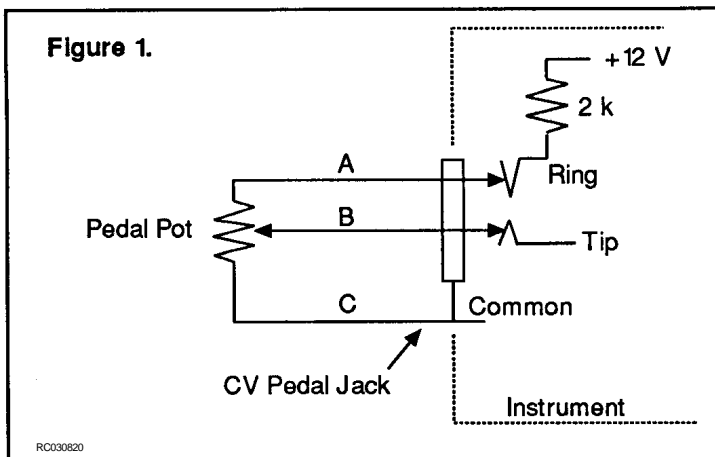 Figure 1.
+12 V
2 k
A
Ring
Pedal Pot
B
Tip
C
Common
CV Pedal Jack
Instrument
RC030820